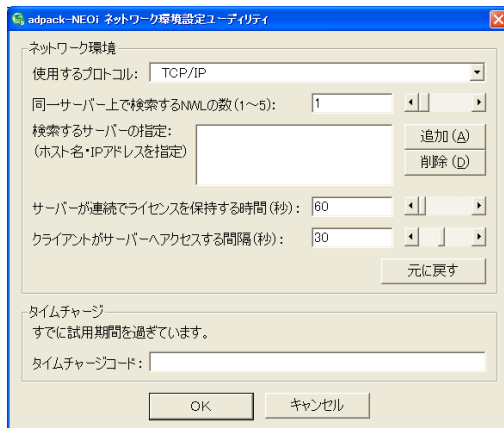 adpack-NEOi ネットワーク環境設定ユーディリティ
ネットワーク環境
使用するプロトコル: TCP/IP
同一サーバー上で検索するNWLの数(1～5): 1
検索するサーバーの指定:
(ホスト名・IPアドレスを指定)
追加(A)
削除(D)
サーバーが連続でライセンスを保持する時間(秒): 60
クライアントがサーバーへアクセスする間隔(秒): 30
元に戻す
タイムチャージ
すでに試用期間を過ぎています。
タイムチャージコード:
OK キャンセル